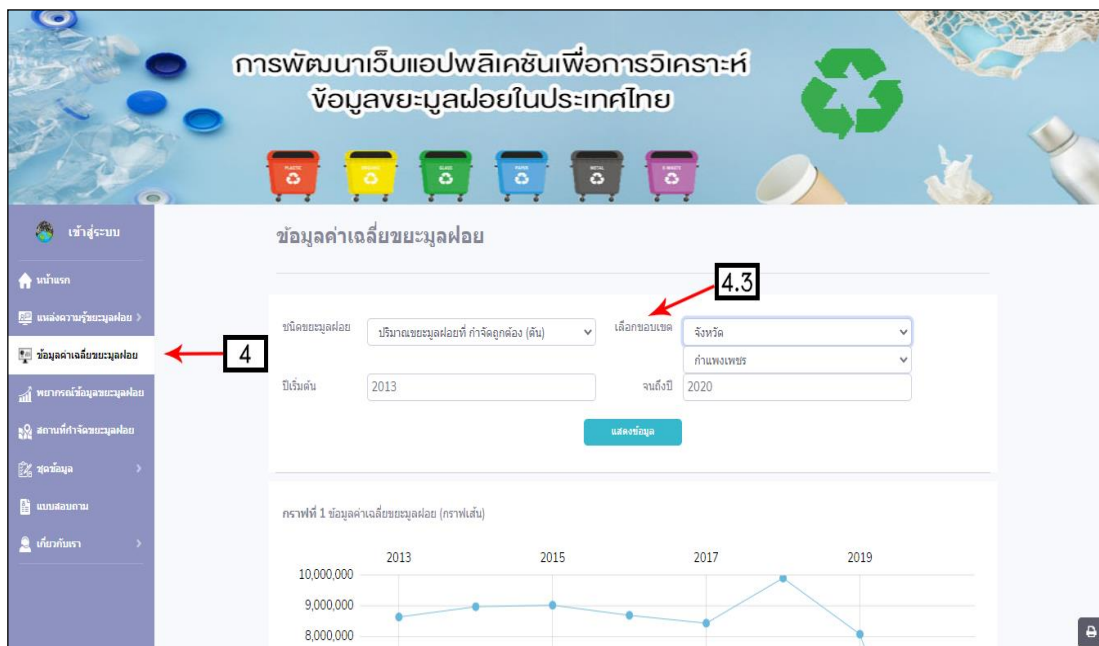 การพัฒนาเว็บแอปพลิเคชันเพื่อการวิเคราะห์
ข้อมูลขยะมูลฝอยในประเทศไทย
PLASTIC
GLASS
PAPER
METAL
E-WASTE
เข้าสู่ระบบ
หน้าแรก
แหล่งความรู้ขยะมูลฝอย
ข้อมูลค่าเฉลี่ยขยะมูลฝอย
พยากรณ์ข้อมูลขยะมูลฝอย
สถานที่กำจัดขยะมูลฝอย
ชุดข้อมูล
แบบสอบถาม
เกี่ยวกับเรา
4
ข้อมูลค่าเฉลี่ยขยะมูลฝอย
4.3
ชนิดขยะมูลฝอย ปริมาณขยะมูลฝอยที่ กำจัดถูกต้อง (ตัน) เลือกขอบเขต จังหวัด
กำแพงเพชร
ปีเริ่มต้น 2013 จนถึงปี 2020
แสดงข้อมูล
กราฟที่ 1 ข้อมูลค่าเฉลี่ยขยะมูลฝอย (กราฟเส้น)
2013 2015 2017 2019
10,000,000
9,000,000
8,000,000